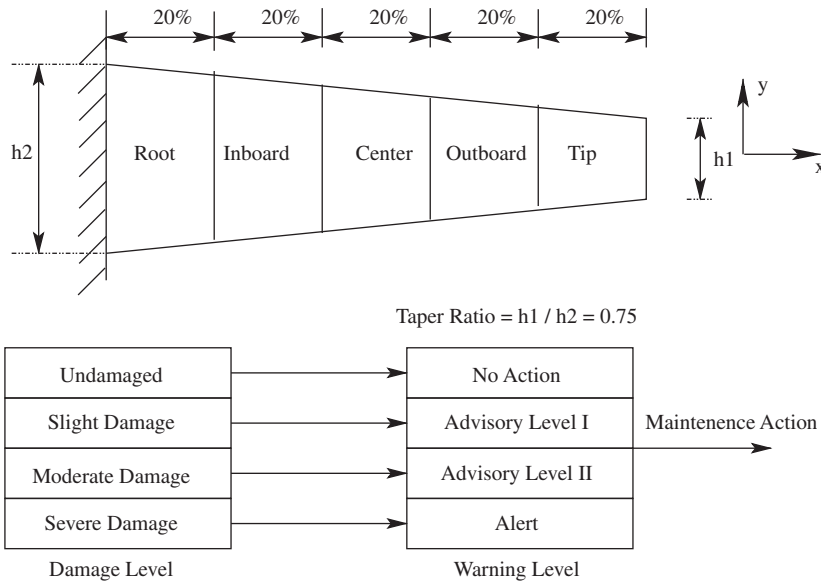 20% 20% 20% 20% 20%
y
h2 Root Inboard Center Outboard Tip h1
x
Taper Ratio = h1 / h2 = 0.75
Undamaged No Action
Slight Damage Advisory Level I Maintenence Action
Moderate Damage Advisory Level II
Severe Damage Alert
Damage Level Warning Level